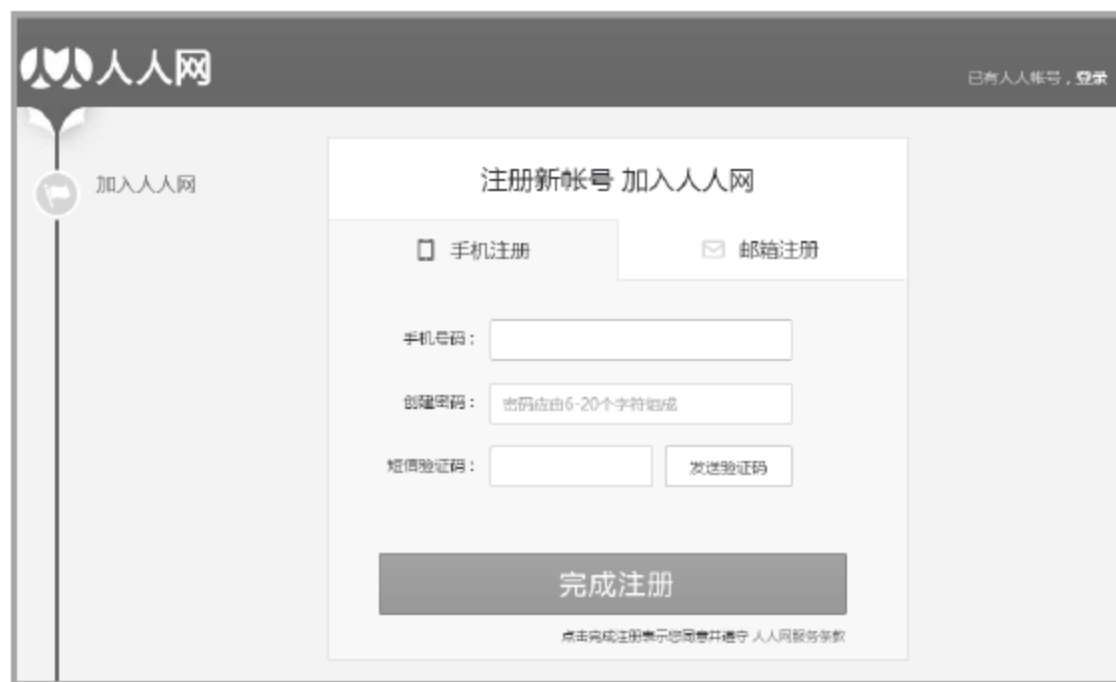 人人网
已有人人帐号，登录
加入人人网
注册新帐号 加入人人网
手机注册
邮箱注册
手机号码：
创建密码： 密码应由6-20个字符组成
短信验证码： 发送验证码
完成注册
点击完成注册表示您同意并遵守 人人网服务条款